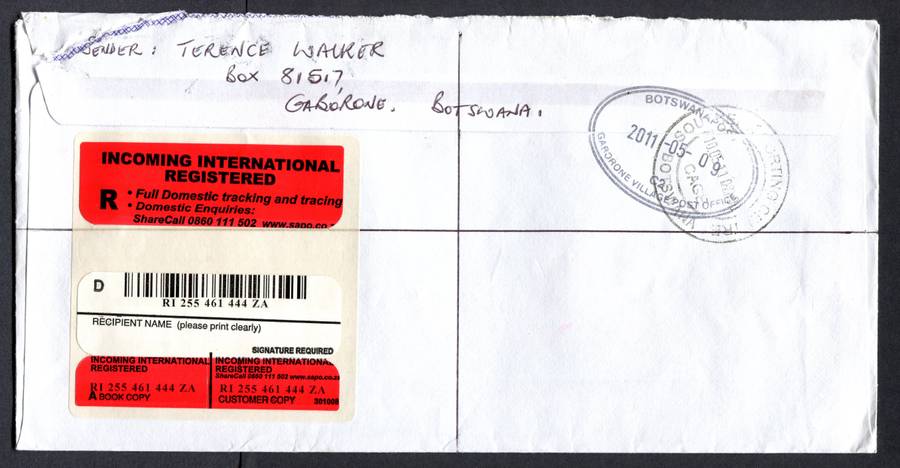 SENDER: TERENCE WALKER
BOX 81517,
GABORONE. BOTSWANA.
INCOMING INTERNATIONAL
REGISTERED
R
• Full Domestic tracking and tracing
• Domestic Enquiries:
ShareCall 0860 111 502 www.sapo.co.
D
RI 255 461 444 ZA
RECIPIENT NAME (please print clearly)
SIGNATURE REQUIRED
INCOMING INTERNATIONAL
REGISTERED
RI 255 461 444 ZA
A BOOK COPY
INCOMING INTERNATIONA
REGISTERED
ShareCall 0860 111 502 www.sapo.co.
RI 255 461 444 ZA
CUSTOMER COPY
BOTSWANA
2011-05-09
GABORONE VILLAGE POST OFFICE